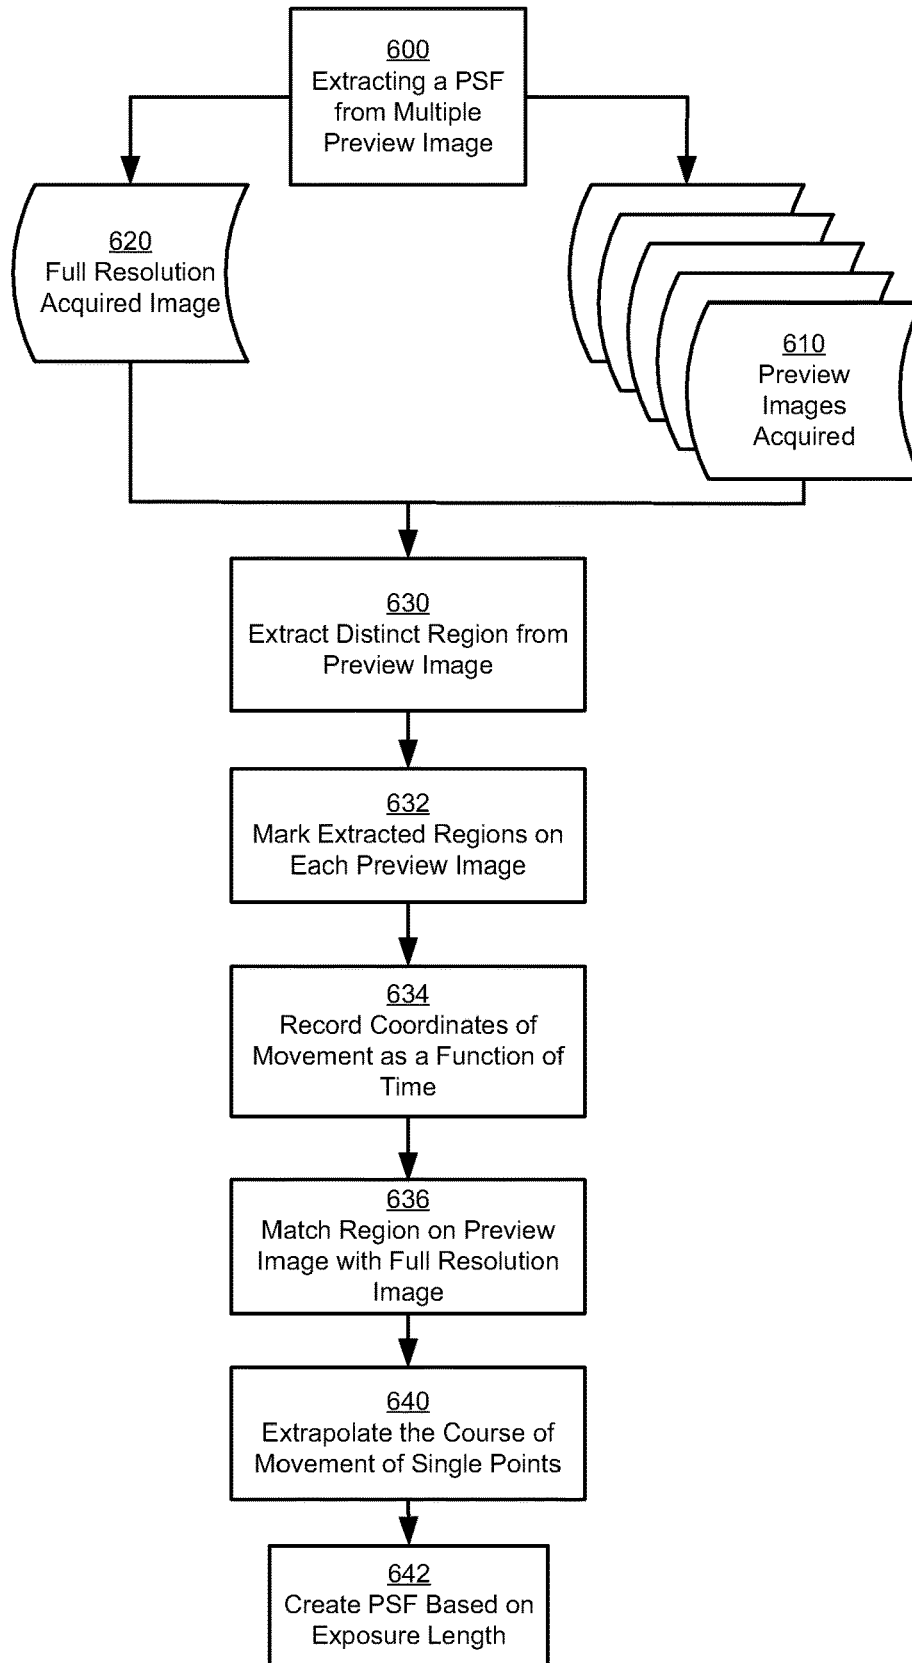 600
Extracting a PSF
from Multiple
Preview Image
620
Full Resolution
Acquired Image
610
Preview
Images
Acquired
630
Extract Distinct Region from
Preview Image
632
Mark Extracted Regions on
Each Preview Image
634
Record Coordinates of
Movement as a Function of
Time
636
Match Region on Preview
Image with Full Resolution
Image
640
Extrapolate the Course of
Movement of Single Points
642
Create PSF Based on
Exposure Length